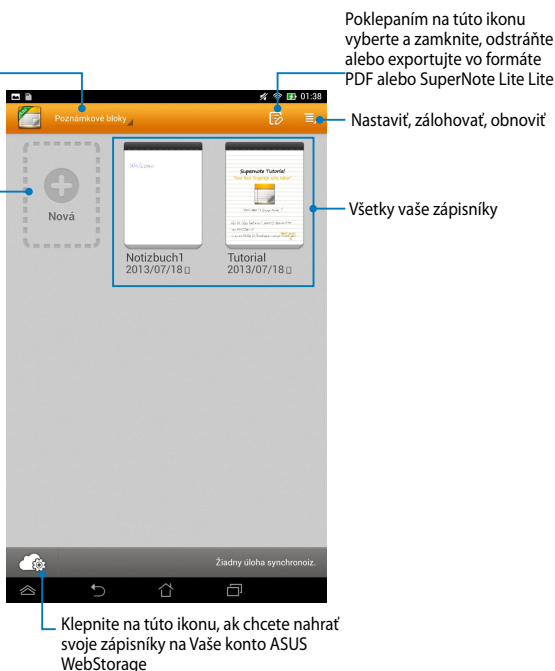 Poklepaním na túto ikonu
vyberte a zamknite, odstráňte
alebo exportujte vo formáte
PDF alebo SuperNote Lite Lite
01:38
Poznámkové bloky
Nastaviť, zálohovať, obnoviť
Welcome
Supernote Tutorial
Nová
Všetky vaše zápisníky
Notizbuch1
2013/07/18
Tutorial
2013/07/18
Žiadny úloha synchronoiz.
Klepnite na túto ikonu, ak chcete nahrať
svoje zápisníky na Vaše konto ASUS
WebStorage